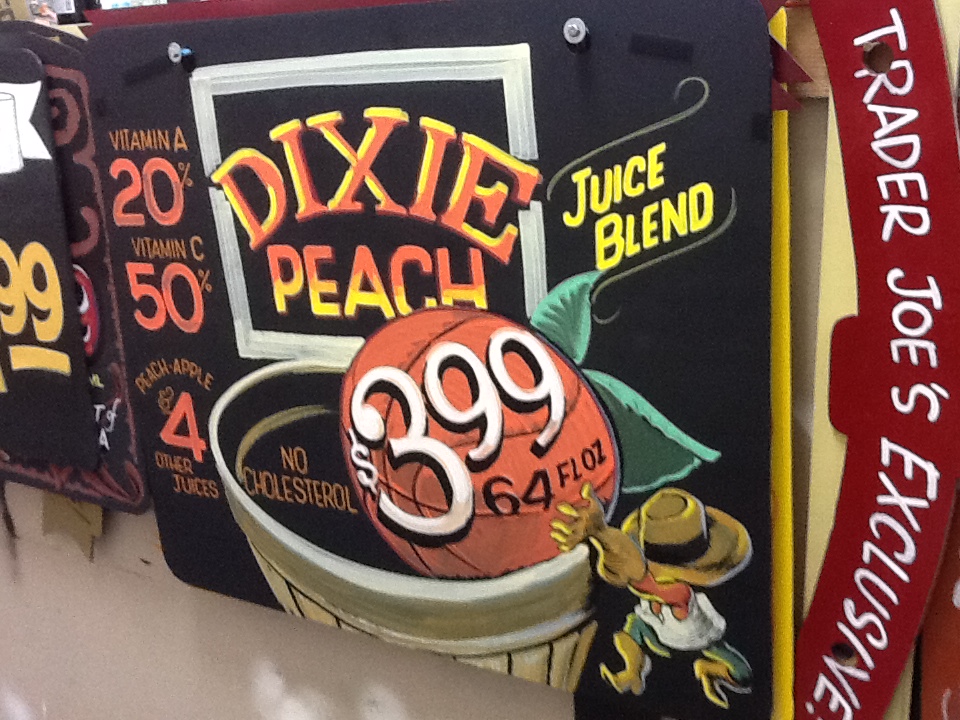 DIXIE
PEACH
JUICE
BLEND
VITAMIN A
20%
VITAMIN C
50%
PEACH-APPLE
& 4
OTHER
JUICES
NO
CHOLESTEROL
$3.99
64 FL OZ
TRADER JOE'S EXCLUSIVE!
99